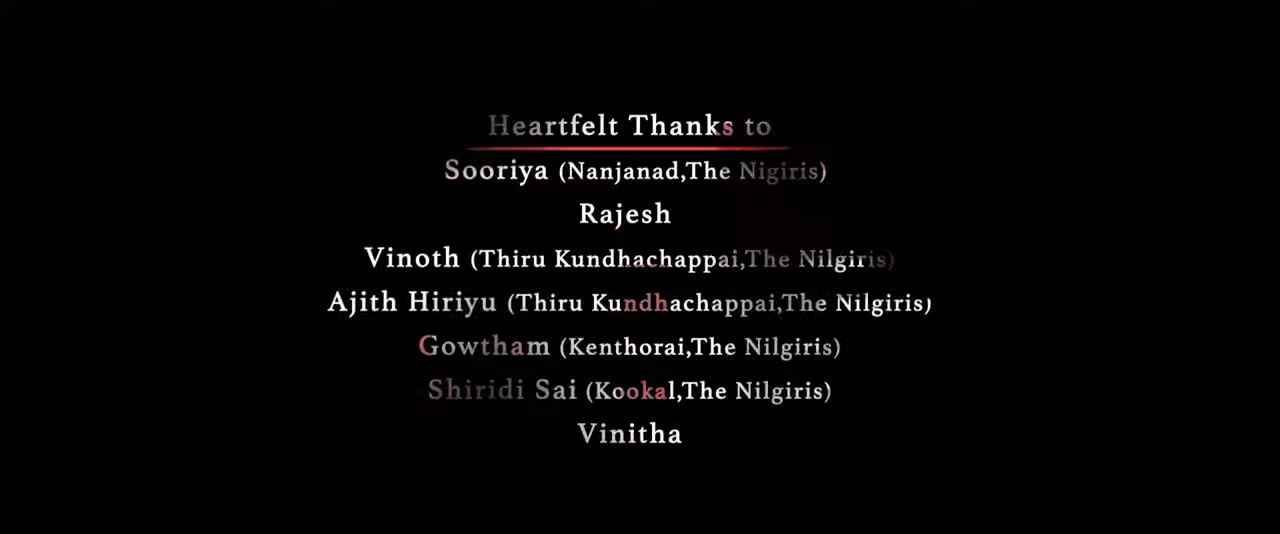 Heartfelt Thanks to
Sooriya (Nanjanad,The Nigiris)
Rajesh
Vinoth (Thiru Kundhachappai,The Nilgiris)
Ajith Hiriyu (Thiru Kundhachappai,The Nilgiris)
Gowtham (Kenthorai,The Nilgiris)
Shiridi Sai (Kookal,The Nilgiris)
Vinitha